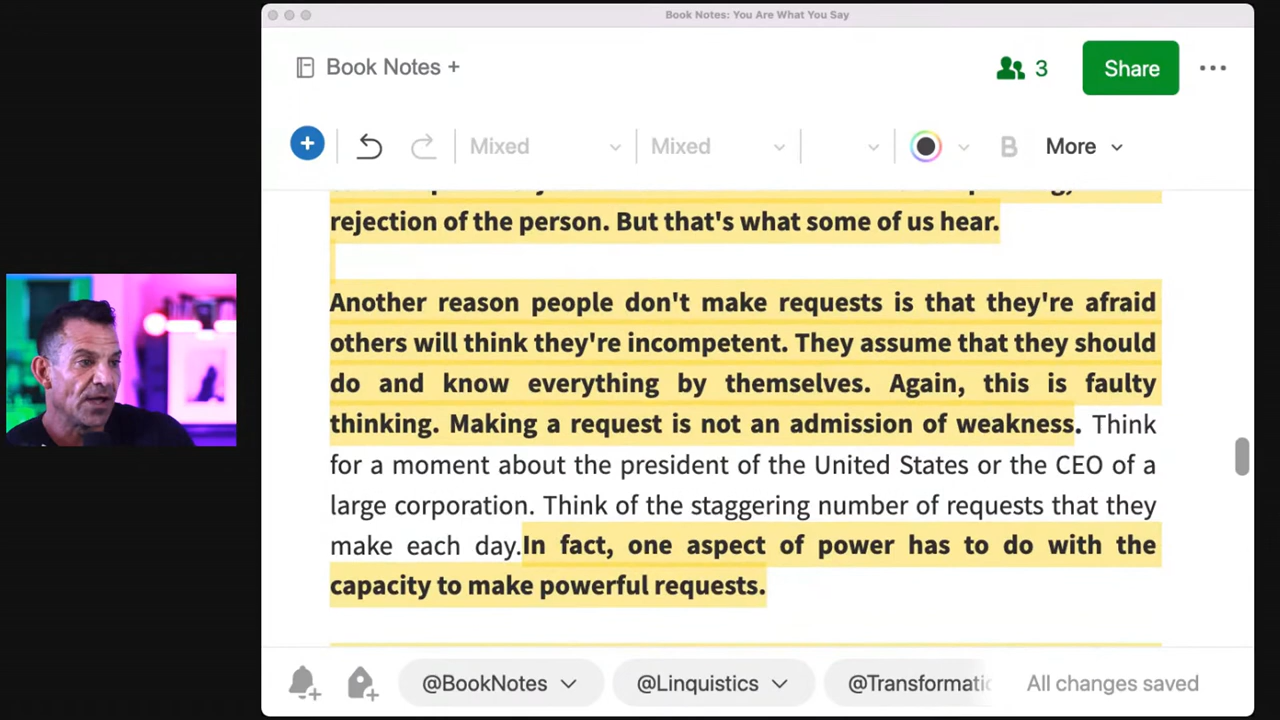 Book Notes: You Are What You Say
Book Notes +
3
Share
Mixed
Mixed
B
More
rejection of the person. But that's what some of us hear.
Another reason people don't make requests is that they're afraid
others will think they're incompetent. They assume that they should
do and know everything by themselves. Again, this is faulty
thinking. Making a request is not an admission of weakness. Think
for a moment about the president of the United States or the CEO of a
large corporation. Think of the staggering number of requests that they
make each day.In fact, one aspect of power has to do with the
capacity to make powerful requests.
@BookNotes
@Linquistics
@Transformatic
All changes saved